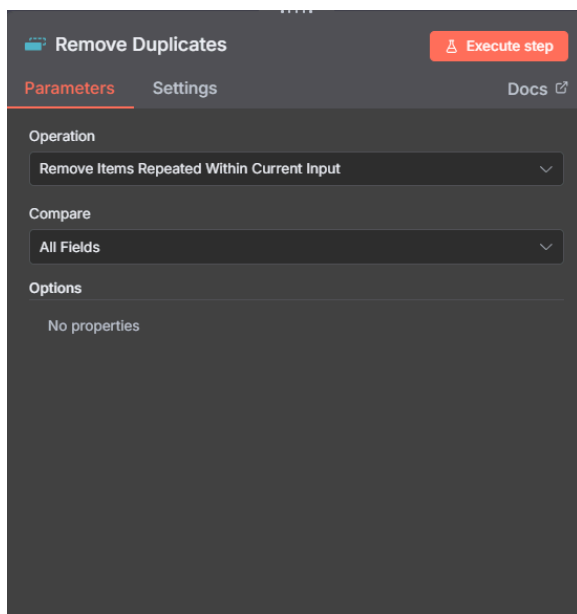 Remove Duplicates
Execute step
Parameters Settings Docs
Operation
Remove Items Repeated Within Current Input
Compare
All Fields
Options
No properties